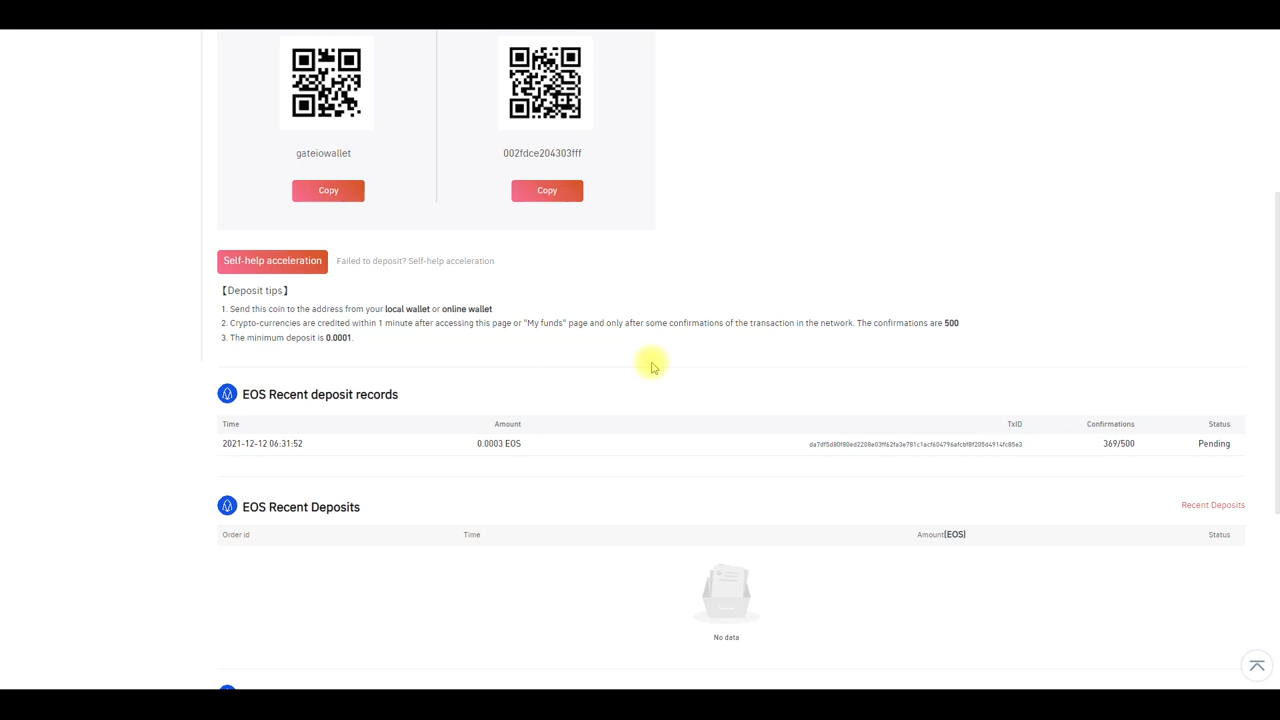 gateiowallet
002fdce204303fff
Copy
Copy
Self-help acceleration
Failed to deposit? Self-help acceleration
【Deposit tips】
1. Send this coin to the address from your local wallet or online wallet
2. Crypto-currencies are credited within 1 minute after accessing this page or "My funds" page and only after some confirmations of the transaction in the network. The confirmations are 500
3. The minimum deposit is 0.0001.
EOS Recent deposit records
Time Amount TxID Confirmations Status
2021-12-12 06:31:52 0.0003 EOS 369/500 Pending
EOS Recent Deposits
Recent Deposits
Order id Time Amount(EOS) Status
No data